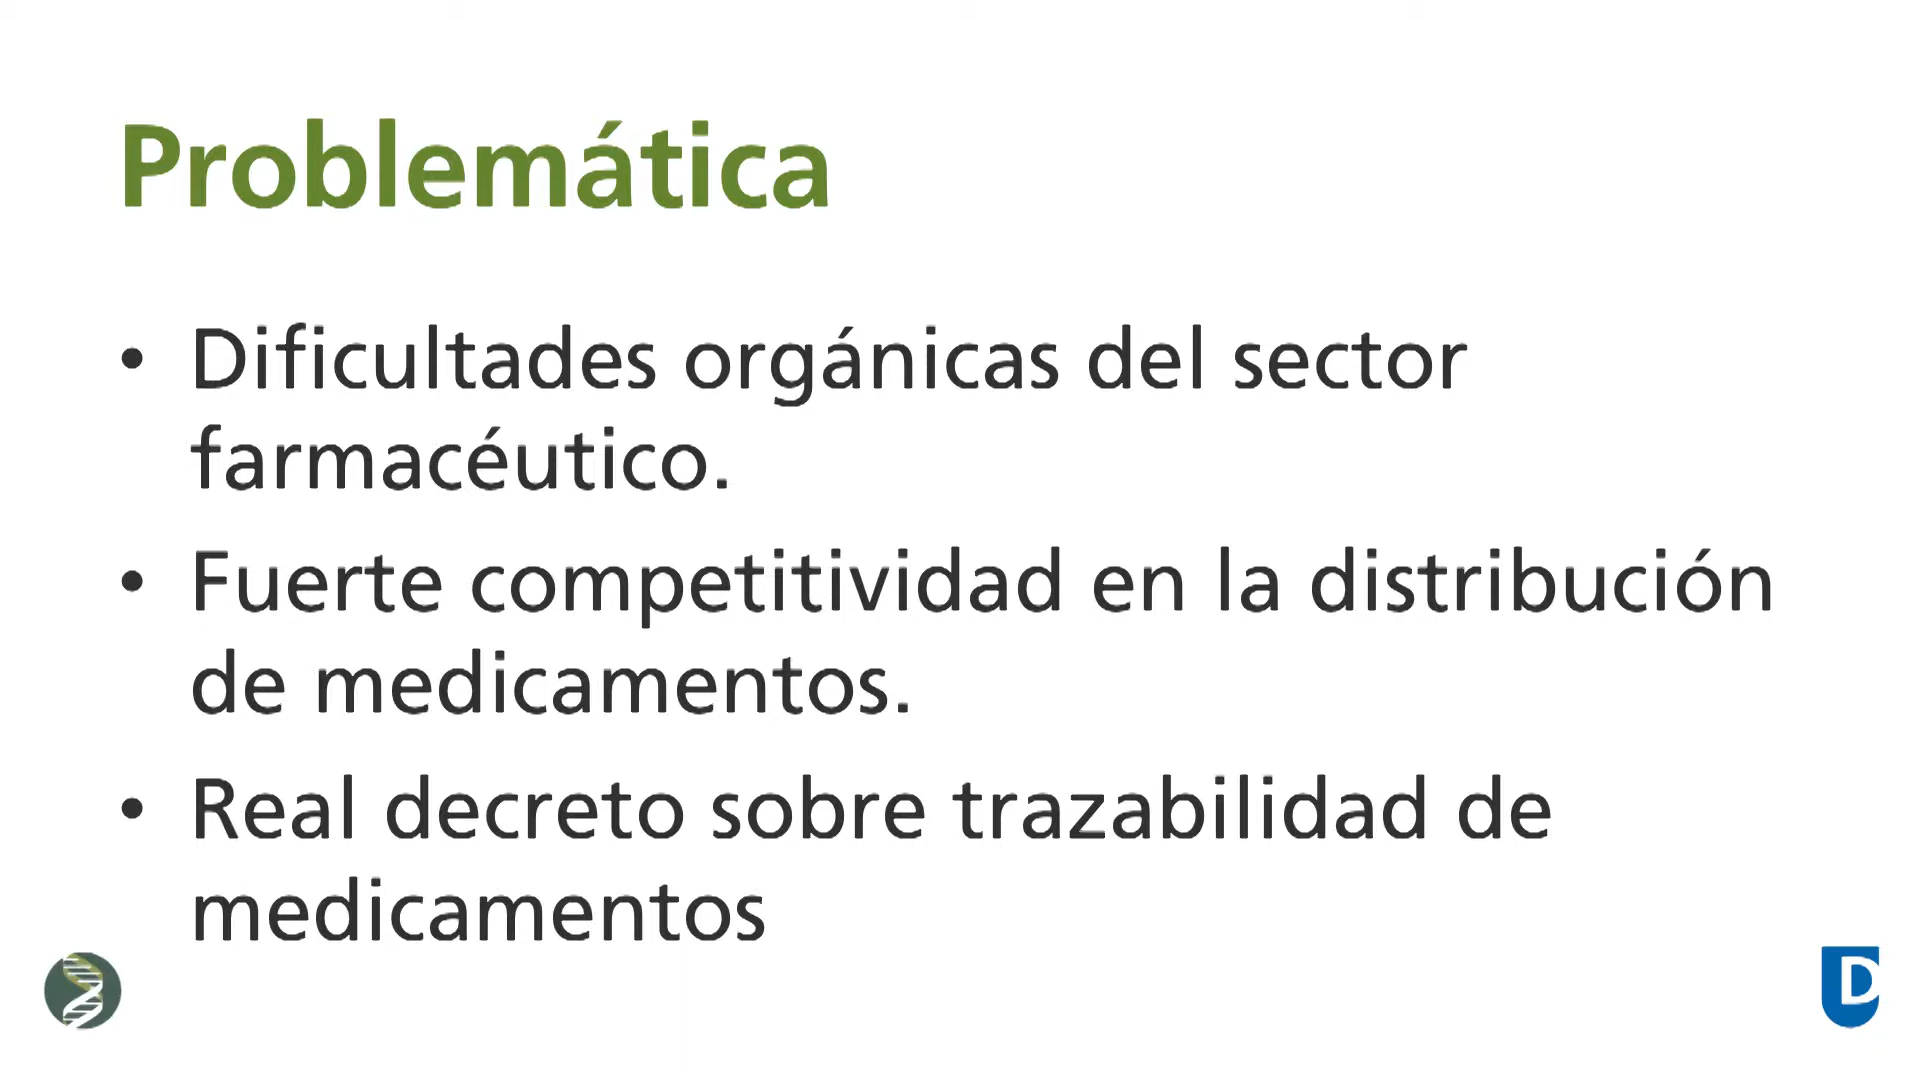 Problemática
• Dificultades orgánicas del sector
farmacéutico.
• Fuerte competitividad en la distribución
de medicamentos.
• Real decreto sobre trazabilidad de
medicamentos
D